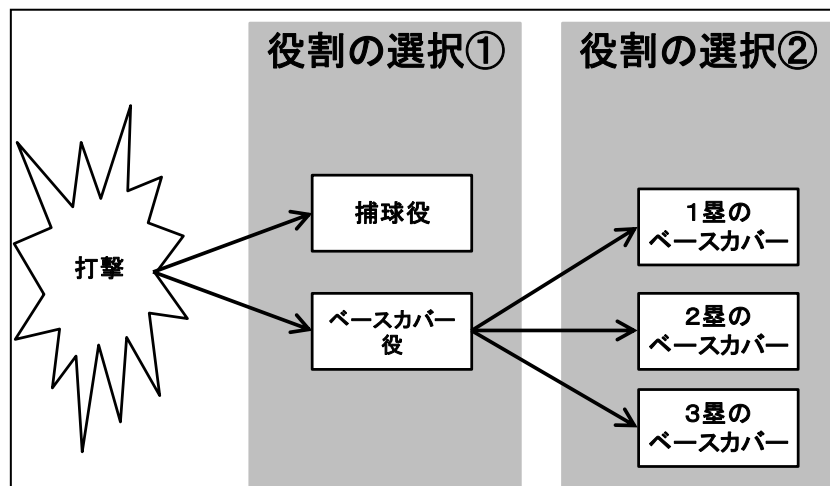 役割の選択①
役割の選択②
打撃
捕球役
ベースカバー
役
１塁の
ベースカバー
２塁の
ベースカバー
３塁の
ベースカバー